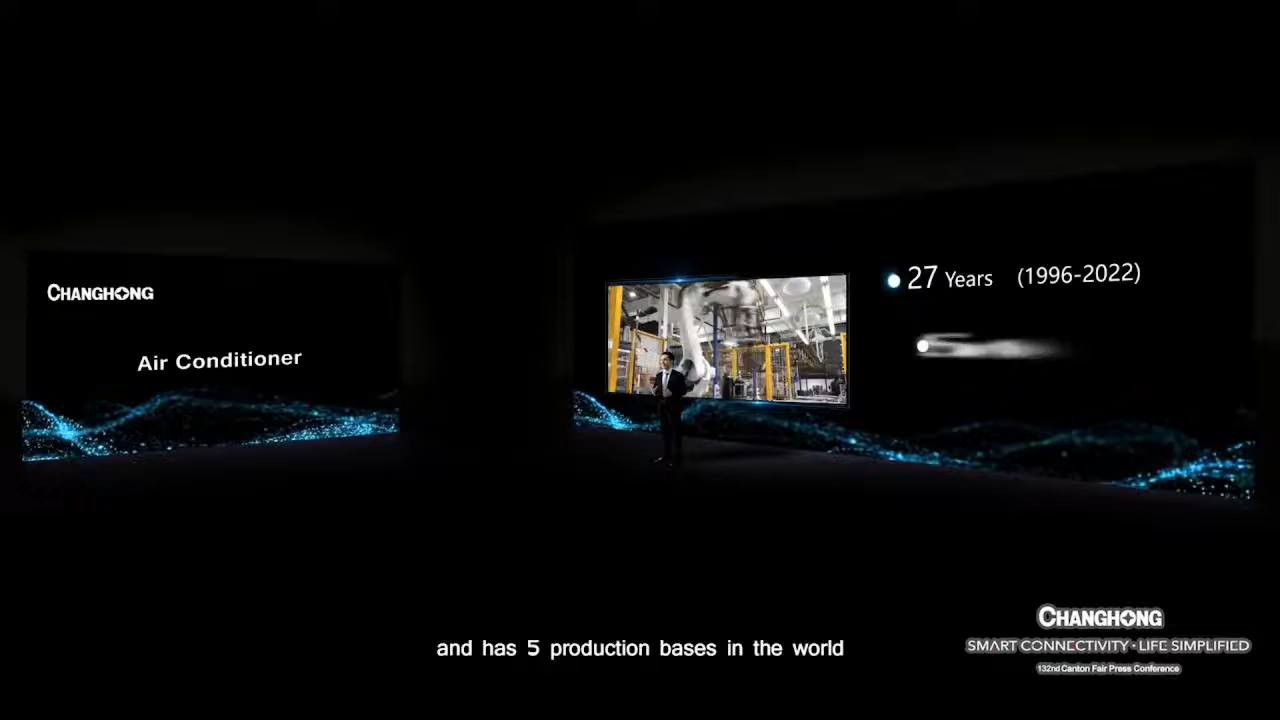 CHANGHONG
Air Conditioner
27 Years (1996-2022)
and has 5 production bases in the world
CHANGHONG
SMART CONNECTIVITY · LIFE SIMPLIFIED
132nd Canton Fair Press Conference